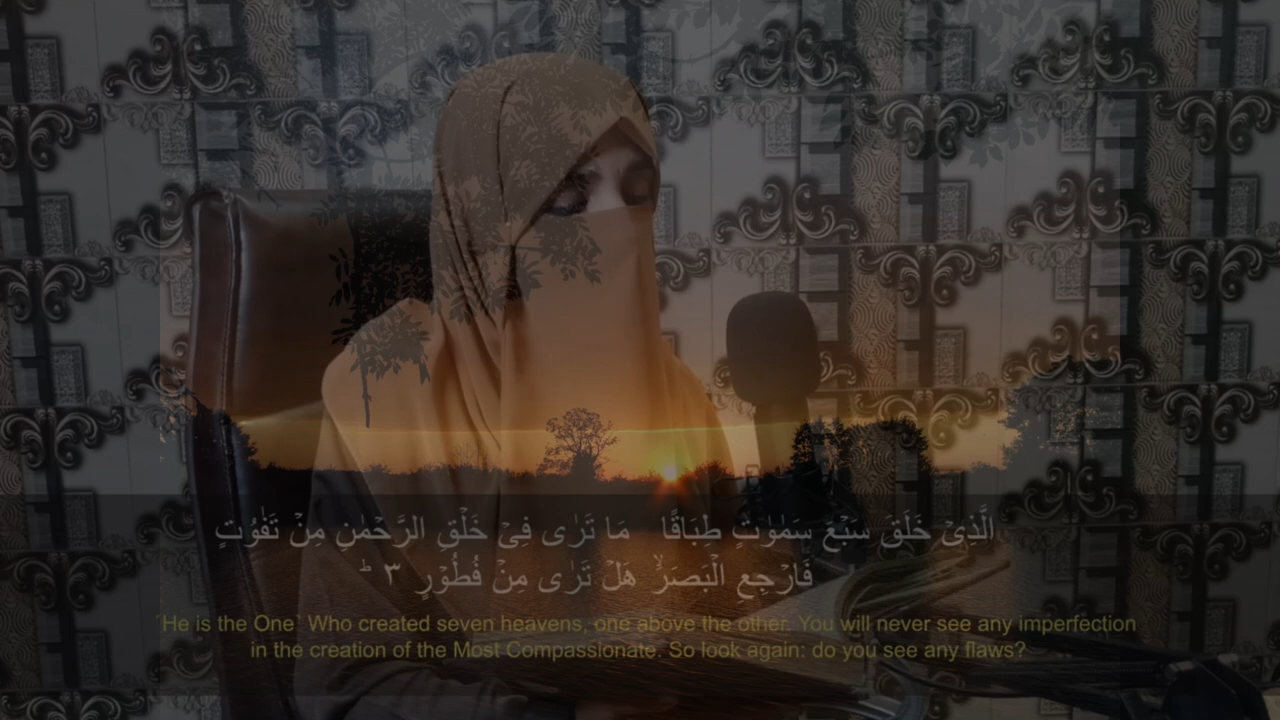 الَّذِىۡ خَلَقَ سَبۡعَ سَمٰوٰتٍ طِبَاقًا‌ ؕ مَا تَرٰى فِىۡ خَلۡقِ الرَّحۡمٰنِ مِنۡ تَفٰوُتٍ
فَارۡجِعِ الۡبَصَرَۙ هَلۡ تَرٰى مِنۡ فُطُوۡرٍ ٣
˹He is the One˺ Who created seven heavens, one above the other. You will never see any imperfection
in the creation of the Most Compassionate. So look again: do you see any flaws?